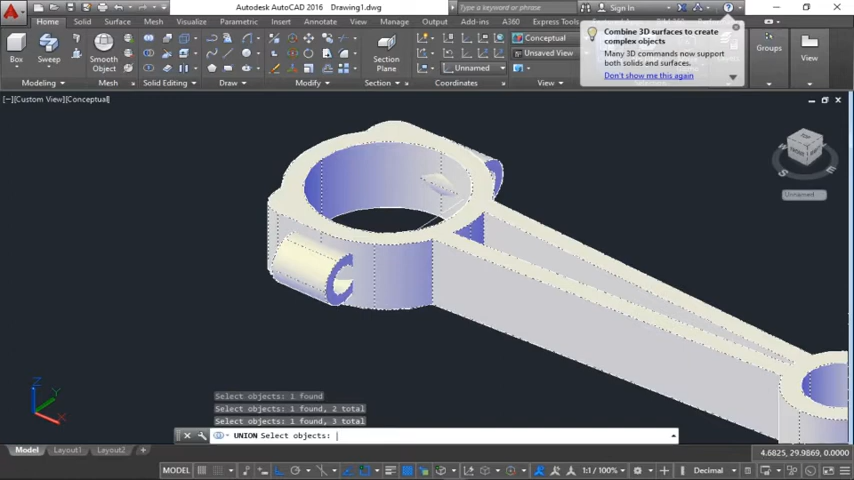 Autodesk AutoCAD 2016 Drawing1.dwg
Type a keyword or phrase
Sign In
Home Solid Surface Mesh Visualize Parametric Insert Annotate View Manage Output Add-ins A360 Express Tools
Combine 3D surfaces to create
complex objects
Many 3D commands now support
both solids and surfaces.
Don't show me this again
Box
Sweep
Smooth
Object
Section
Plane
Conceptual
Unsaved View
Unnamed
Groups
View
Modeling
Solid Editing
Draw
Modify
Section
Coordinates
View
[–][Custom View][Conceptual]
TOP
FRONT
RIGHT
S
E
Unnamed
Z
Y
X
Select objects: 1 found
Select objects: 1 found, 2 total
Select objects: 1 found, 3 total
UNION Select objects:
Model Layout1 Layout2 +
4.6825, 29.9869, 0.0000
MODEL
1:1 / 100%
Decimal